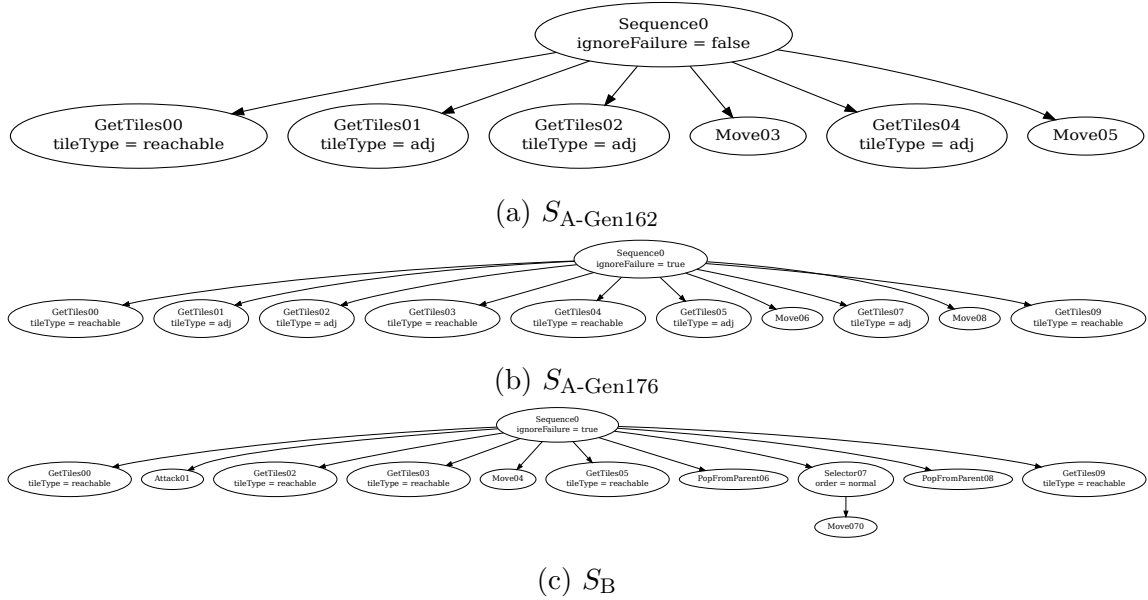 Sequence0
ignoreFailure = false
GetTiles00
tileType = reachable
GetTiles01
tileType = adj
GetTiles02
tileType = adj
Move03
GetTiles04
tileType = adj
Move05
(a) S_{A-Gen162}
Sequence0
ignoreFailure = true
GetTiles00
tileType = reachable
GetTiles01
tileType = adj
GetTiles02
tileType = adj
GetTiles03
tileType = reachable
GetTiles04
tileType = reachable
GetTiles05
tileType = adj
Move06
GetTiles07
tileType = adj
Move08
GetTiles09
tileType = reachable
(b) S_{A-Gen176}
Sequence0
ignoreFailure = true
GetTiles00
tileType = reachable
Attack01
GetTiles02
tileType = reachable
GetTiles03
tileType = reachable
Move04
GetTiles05
tileType = reachable
PopFromParent06
Selector07
order = normal
PopFromParent08
GetTiles09
tileType = reachable
Move070
(c) S_{B}